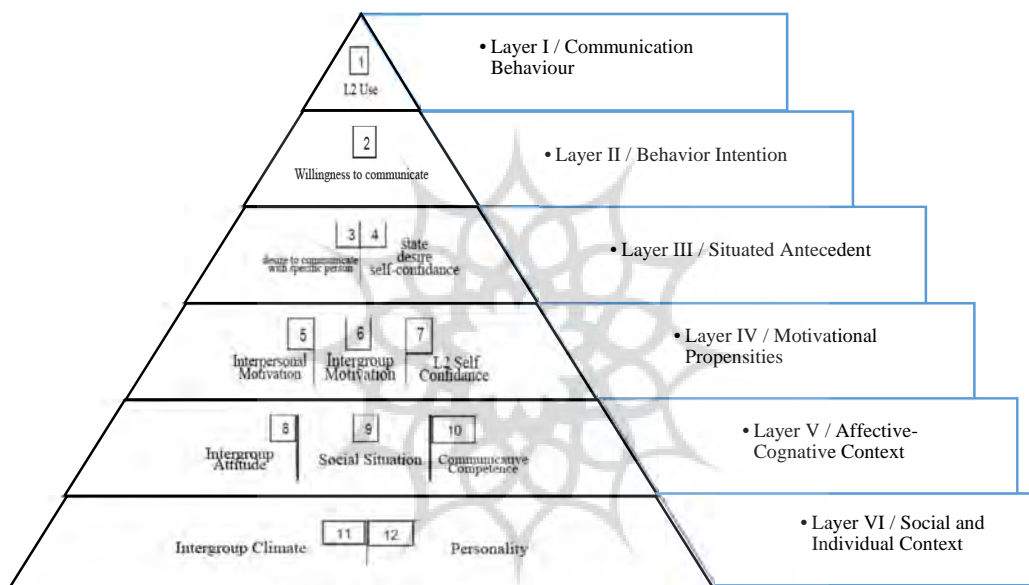 1
L2 Use
• Layer I / Communication
Behaviour
2
Willingness to communicate
• Layer II / Behavior Intention
3 4
desire to communicate
with specific person
state
desire
self-confidance
• Layer III / Situated Antecedent
5 6 7
Interpersonal
Motivation
Intergroup
Motivation
L2 Self
Confidance
• Layer IV / Motivational
Propensities
8 9 10
Intergroup
Attitude
Social Situation
Communicative
Competence
• Layer V / Affective-
Cognitive Context
11 12
Intergroup Climate
Personality
• Layer VI / Social and
Individual Context